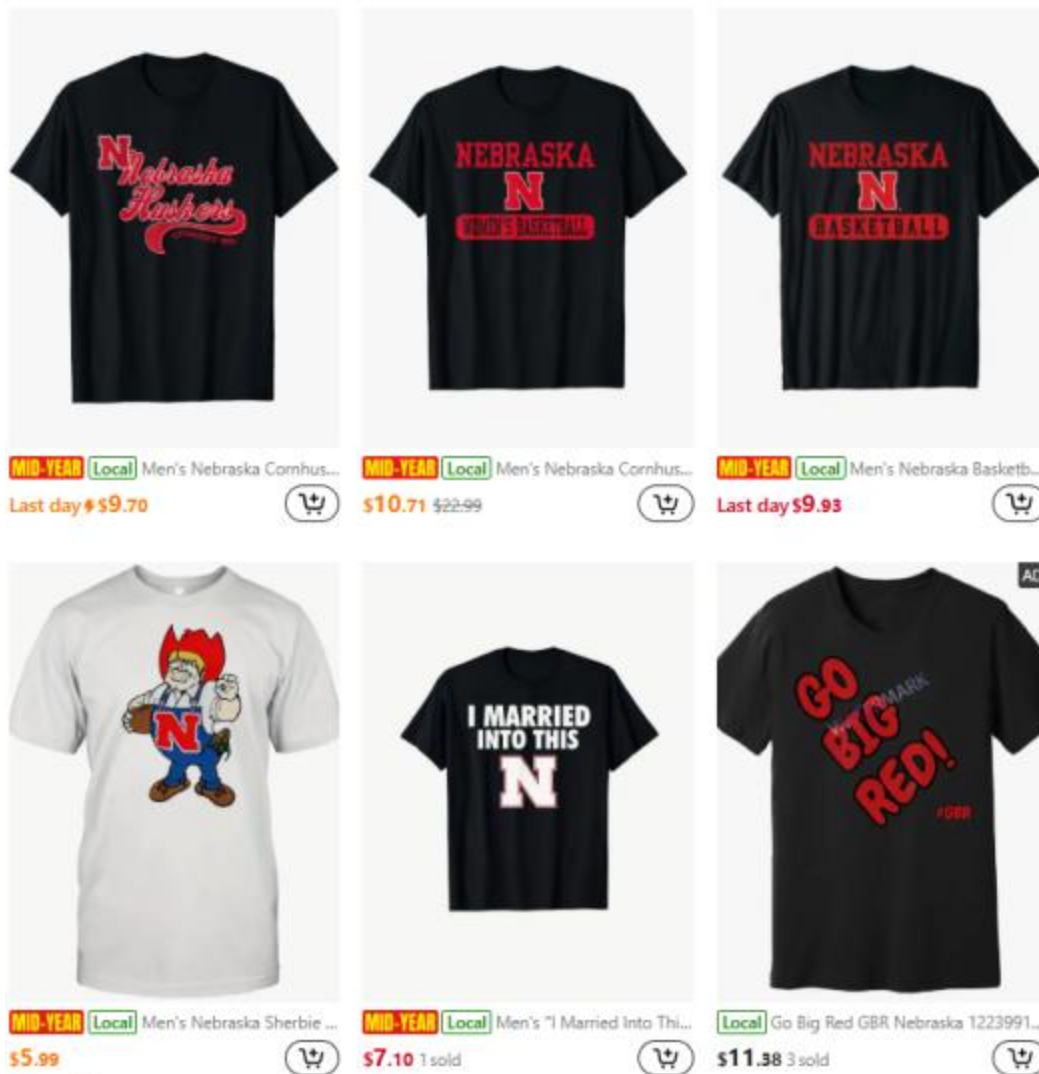 N
Nebraska
Huskers
NEBRASKA
N
WOMEN'S BASKETBALL
NEBRASKA
N
BASKETBALL
MID-YEAR Local Men's Nebraska Cornhus...
Last day $9.70
MID-YEAR Local Men's Nebraska Cornhus...
$10.71 $22.99
MID-YEAR Local Men's Nebraska Basketb...
Last day $9.93
N
I MARRIED
INTO THIS
N
AD
GO
BIG
RED!
#GBR
MID-YEAR Local Men's Nebraska Sherbie ...
$5.99
MID-YEAR Local Men's "I Married Into Thi...
$7.10 1 sold
Local Go Big Red GBR Nebraska 1223991...
$11.38 3 sold